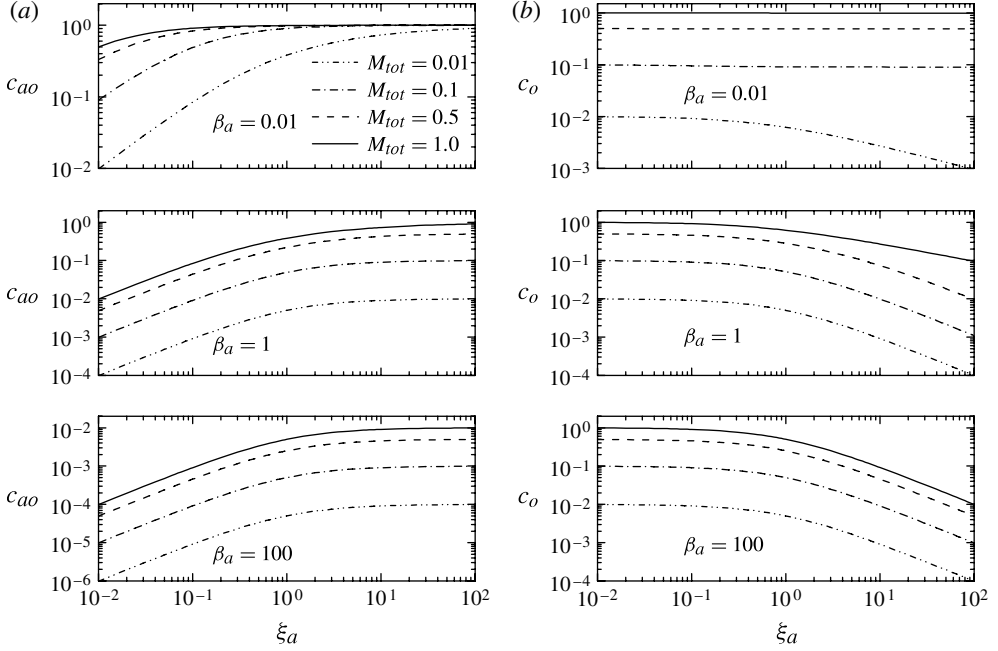 (a)
10^0
10^-1
10^-2
c_ao
β_a = 0.01
M_tot = 0.01
M_tot = 0.1
M_tot = 0.5
M_tot = 1.0
(b)
10^0
10^-1
10^-2
10^-3
c_o
β_a = 0.01
10^0
10^-1
10^-2
10^-3
10^-4
c_ao
β_a = 1
10^0
10^-1
10^-2
10^-3
10^-4
c_o
β_a = 1
10^-2
10^-3
10^-4
10^-5
10^-6
c_ao
β_a = 100
10^-2 10^-1 10^0 10^1 10^2
ξ_a
10^0
10^-1
10^-2
10^-3
10^-4
c_o
β_a = 100
10^-2 10^-1 10^0 10^1 10^2
ξ_a